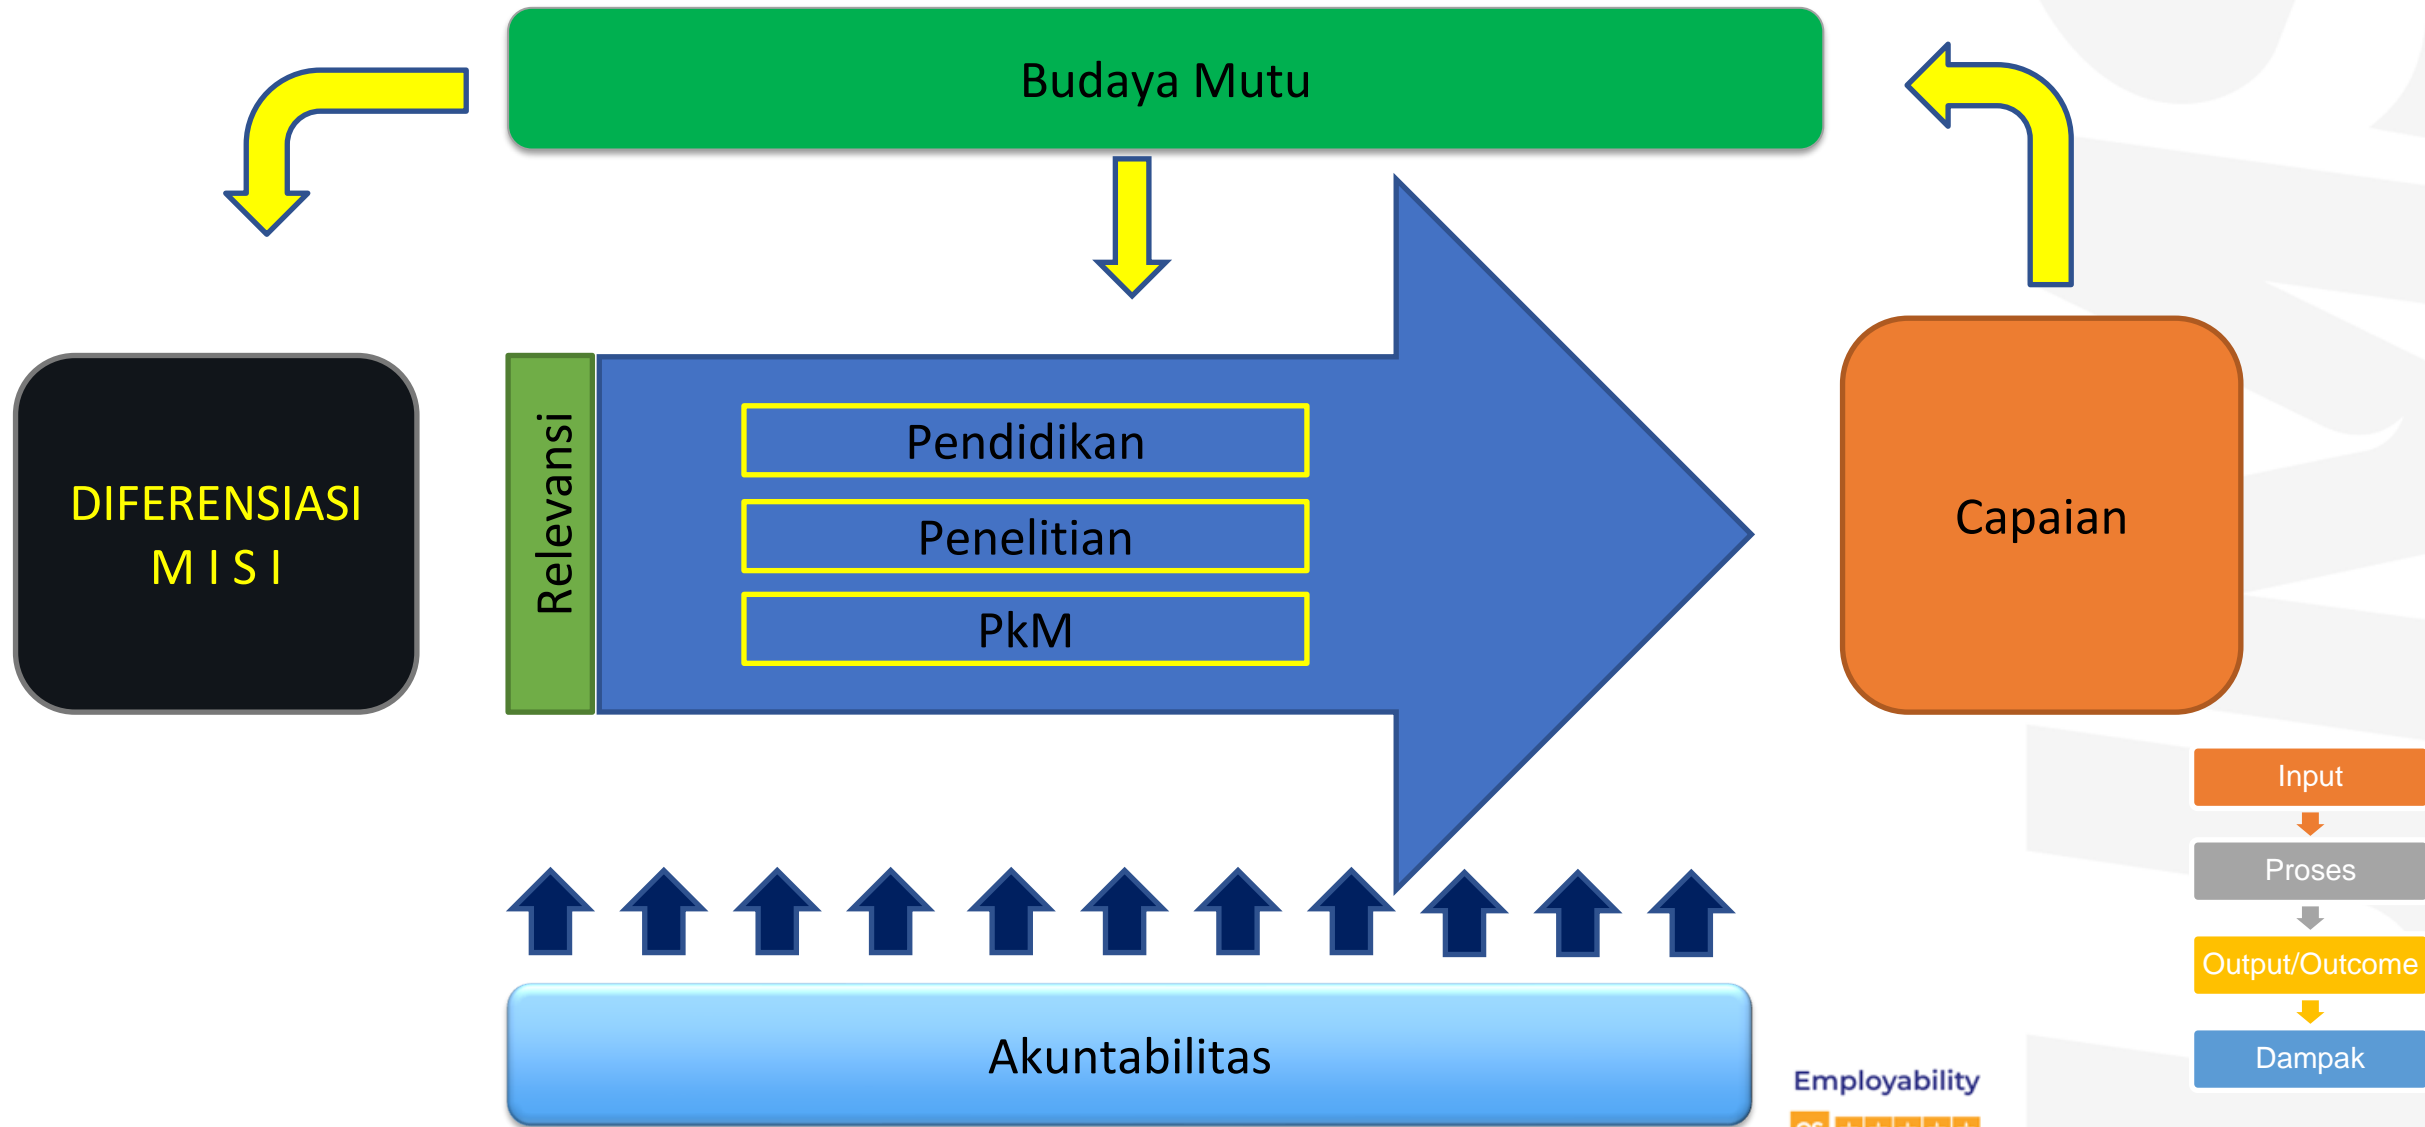 Budaya Mutu
DIFERENSIASI
M I S I
Relevansi
Pendidikan
Penelitian
PkM
Capaian
Input
Proses
Output/Outcome
Dampak
Akuntabilitas
Employability